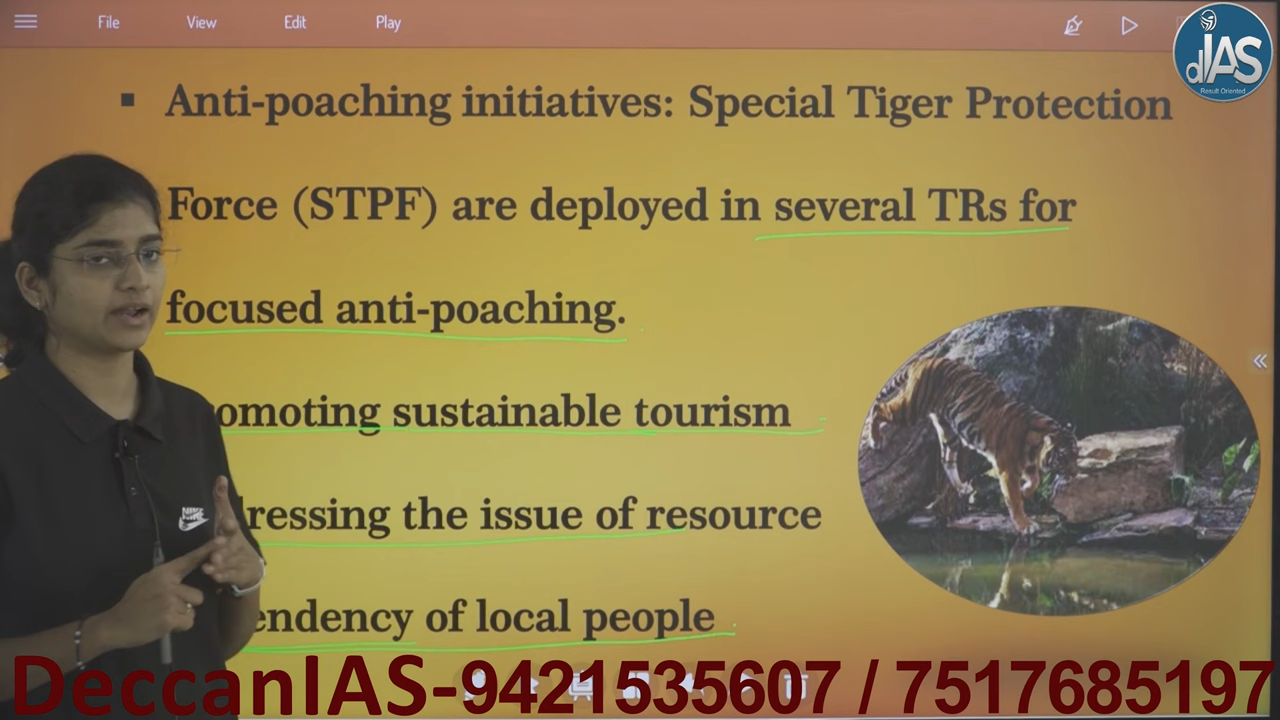 File View Edit Play
dIAS
Result Oriented
▪ Anti-poaching initiatives: Special Tiger Protection
Force (STPF) are deployed in several TRs for
focused anti-poaching.
omoting sustainable tourism
ressing the issue of resource
endency of local people
NIKE
DeccanIAS-9421535607 / 7517685197